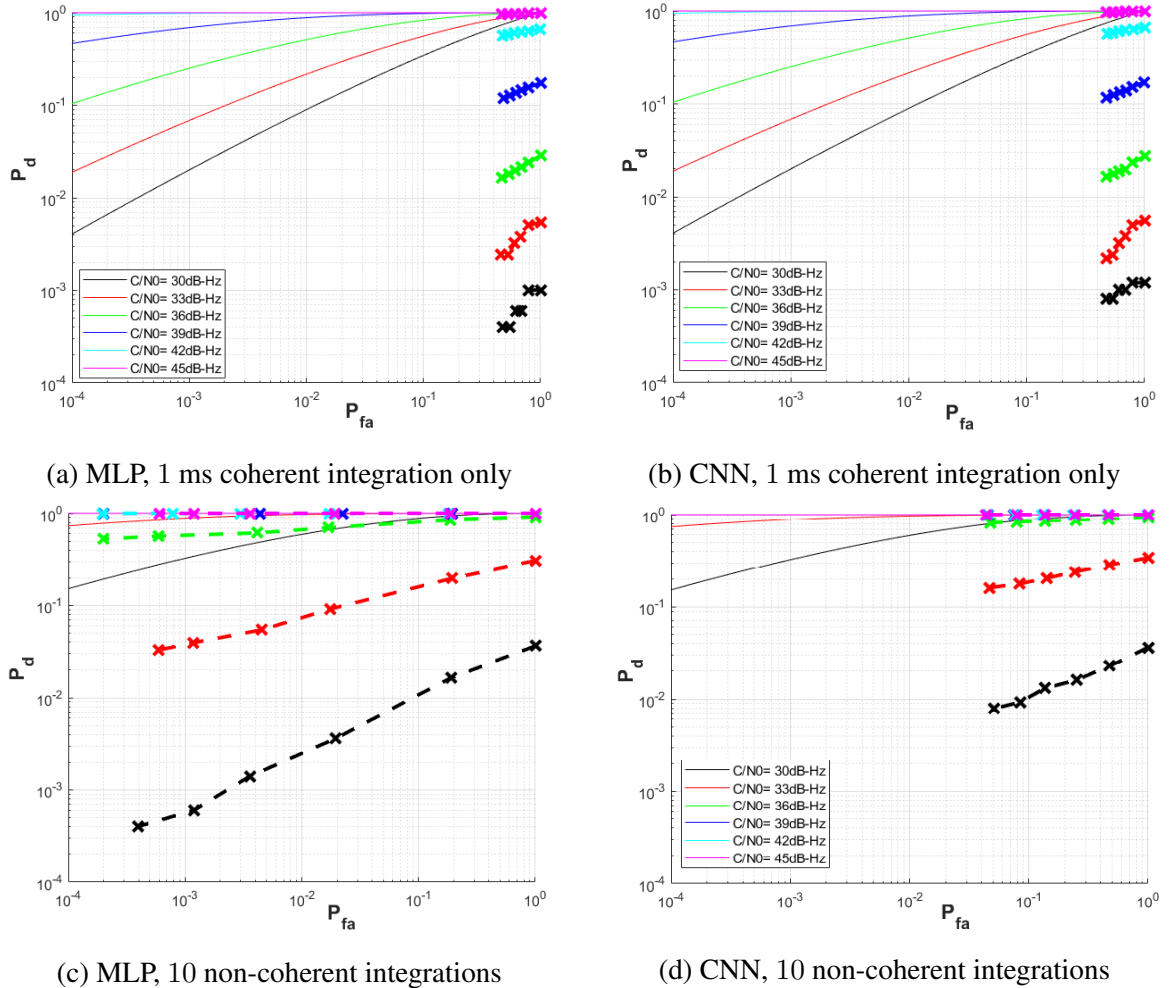 10^0
10^-1
10^-2
10^-3
10^-4
P_d
C/N0= 30dB-Hz
C/N0= 33dB-Hz
C/N0= 36dB-Hz
C/N0= 39dB-Hz
C/N0= 42dB-Hz
C/N0= 45dB-Hz
10^-4
10^-3
10^-2
10^-1
10^0
P_fa
(a) MLP, 1 ms coherent integration only
10^0
10^-1
10^-2
10^-3
10^-4
P_d
C/N0= 30dB-Hz
C/N0= 33dB-Hz
C/N0= 36dB-Hz
C/N0= 39dB-Hz
C/N0= 42dB-Hz
C/N0= 45dB-Hz
10^-4
10^-3
10^-2
10^-1
10^0
P_fa
(b) CNN, 1 ms coherent integration only
10^0
10^-1
10^-2
10^-3
10^-4
P_d
10^-4
10^-3
10^-2
10^-1
10^0
P_fa
(c) MLP, 10 non-coherent integrations
10^0
10^-1
10^-2
10^-3
10^-4
P_d
C/N0= 30dB-Hz
C/N0= 33dB-Hz
C/N0= 36dB-Hz
C/N0= 39dB-Hz
C/N0= 42dB-Hz
C/N0= 45dB-Hz
10^-4
10^-3
10^-2
10^-1
10^0
P_fa
(d) CNN, 10 non-coherent integrations